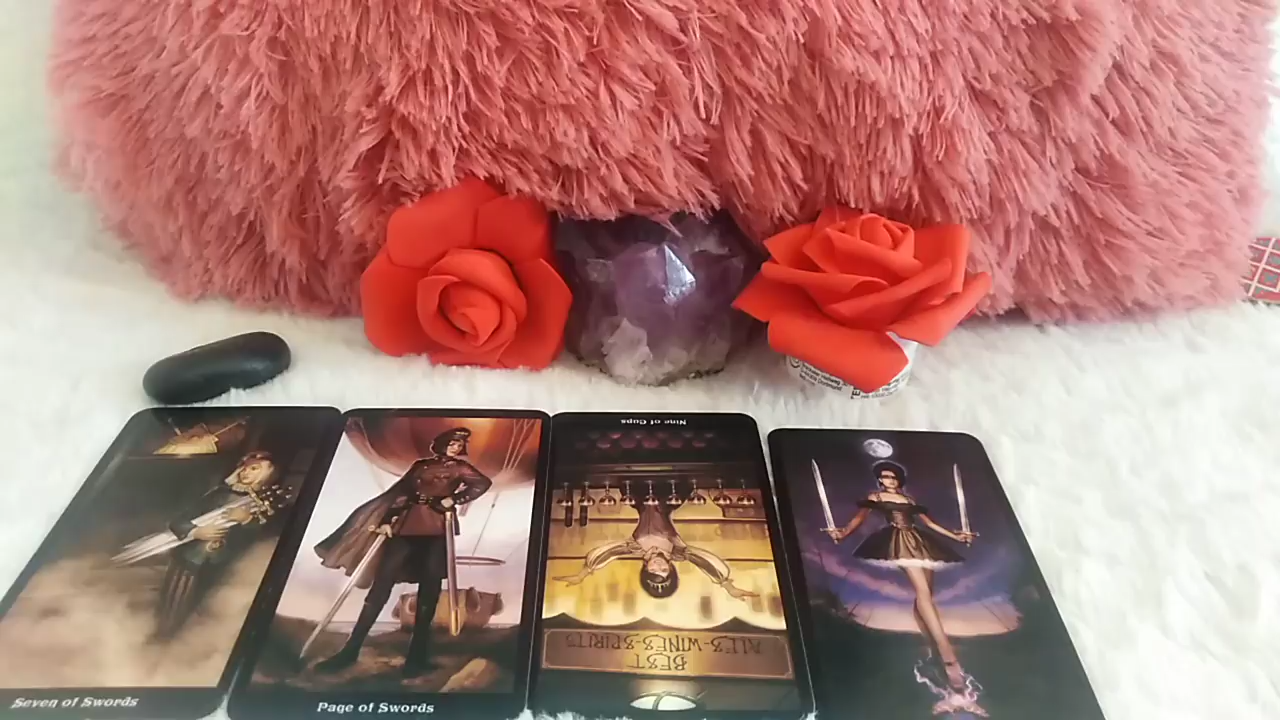 Nine of Cups
BEST
ALES-WINES-SPIRITS
Seven of Swords
Page of Swords